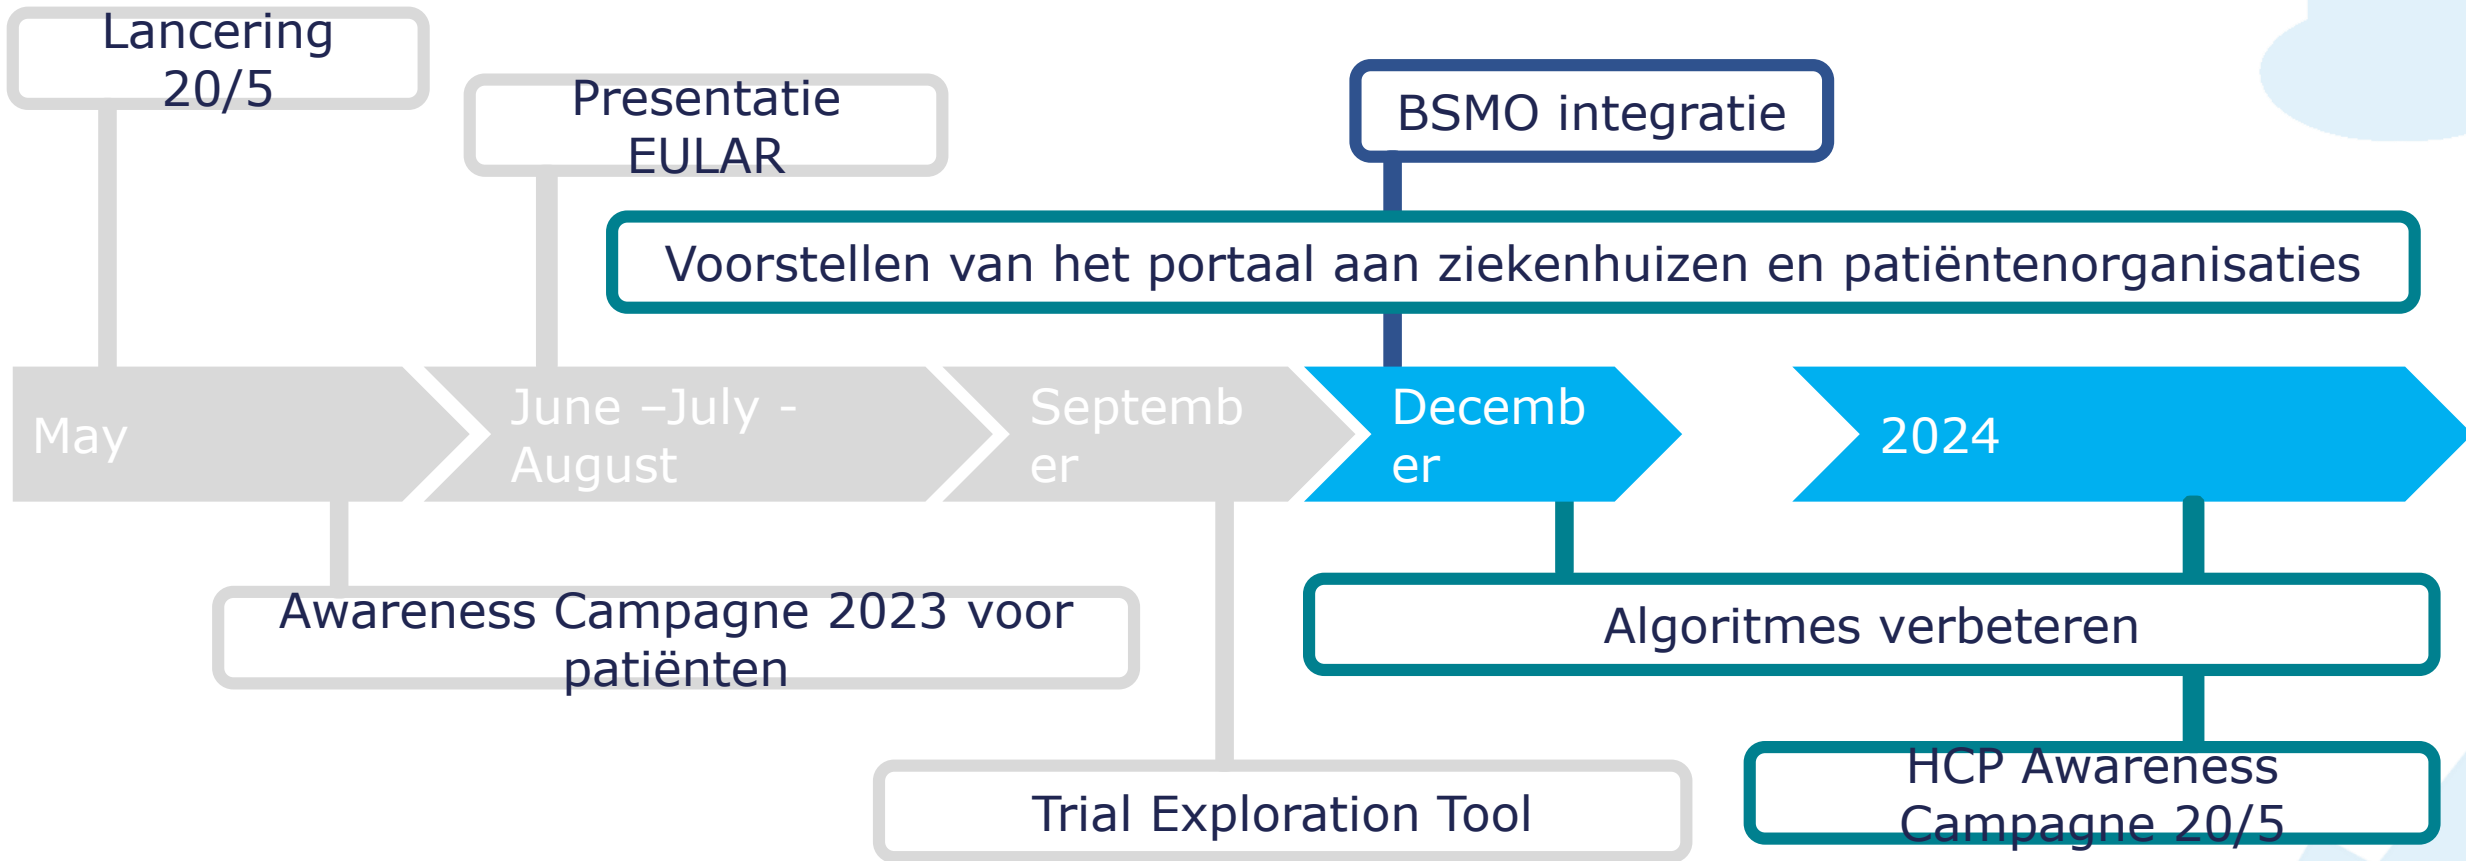 Lancering
20/5
Presentatie
EULAR
BSMO integratie
Voorstellen van het portaal aan ziekenhuizen en patiëntenorganisaties
May
June –July -
August
Septemb
er
Decemb
er
2024
Awareness Campagne 2023 voor
patiënten
Algoritmes verbeteren
Trial Exploration Tool
HCP Awareness
Campagne 20/5